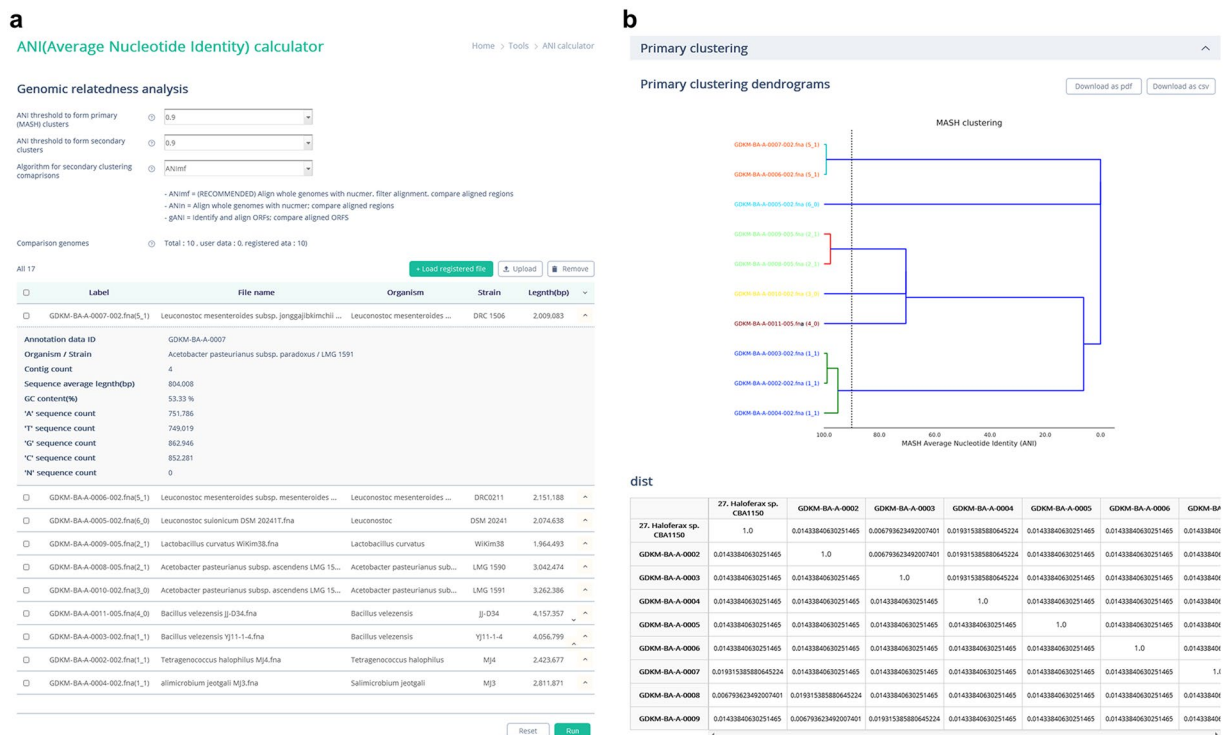 a
ANI(Average Nucleotide Identity) calculator
Home > Tools > ANI calculator
Genomic relatedness analysis
ANI threshold to form primary
(MASH) clusters
0.9
ANI threshold to form secondary
clusters
0.9
Algorithm for secondary clustering
comaprisons
ANImf
- ANImf = (RECOMMENDED) Align whole genomes with nucmer, filter alignment, compare aligned regions
- ANIn = Align whole genomes with nucmer; compare aligned regions
- gANI = Identify and align ORFs; compare aligned ORFS
Comparison genomes
Total : 10 , user data : 0, registered ata : 10)
All 17
+ Load registered file
Upload
Remove
Label File name Organism Strain Legnth(bp)
GDKM-BA-A-0007-002.fna(5_1) Leuconostoc mesenteroides subsp. jonggajibkimchii ... Leuconostoc mesenteroides ... DRC 1506 2,009,083
Annotation data ID GDKM-BA-A-0007
Organism / Strain Acetobacter pasteurianus subsp. paradoxus / LMG 1591
Contig count 4
Sequence average legnth(bp) 804,008
GC content(%) 53,33 %
'A' sequence count 751,786
'T' sequence count 749,019
'G' sequence count 862,946
'C' sequence count 852,281
'N' sequence count 0
GDKM-BA-A-0006-002.fna(5_1) Leuconostoc mesenteroides subsp. mesenteroides ... Leuconostoc mesenteroides ... DRC0211 2,151,188
GDKM-BA-A-0005-002.fna(6_0) Leuconostoc suionicum DSM 20241T.fna Leuconostoc DSM 20241 2,074,638
GDKM-BA-A-0009-005.fna(2_1) Lactobacillus curvatus WiKim38.fna Lactobacillus curvatus WiKim38 1,964,493
GDKM-BA-A-0008-005.fna(2_1) Acetobacter pasteurianus subsp. ascendens LMG 15... Acetobacter pasteurianus sub... LMG 1590 3,042,474
GDKM-BA-A-0010-002.fna(3_0) Acetobacter pasteurianus subsp. ascendens LMG 15... Acetobacter pasteurianus sub... LMG 1591 3,262,386
GDKM-BA-A-0011-005.fna(4_0) Bacillus velezensis JJ-D34.fna Bacillus velezensis JJ-D34 4,157,357
GDKM-BA-A-0003-002.fna(1_1) Bacillus velezensis YJ11-1-4.fna Bacillus velezensis YJ11-1-4 4,056,799
GDKM-BA-A-0002-002.fna(1_1) Tetragenococcus halophilus MJ4.fna Tetragenococcus halophilus MJ4 2,423,677
GDKM-BA-A-0004-002.fna(1_1) alimicrobium jeotgali MJ3.fna Salimicrobium jeotgali MJ3 2,811,871
Reset
Run
b
Primary clustering
Primary clustering dendrograms
Download as pdf
Download as csv
MASH clustering
GDKM-BA-A-0007-002.fna (5_1)
GDKM-BA-A-0006-002.fna (5_1)
GDKM-BA-A-0005-002.fna (6_0)
GDKM-BA-A-0011-005.fna (4_0)
GDKM-BA-A-0003-002.fna (1_1)
GDKM-BA-A-0002-002.fna (1_1)
GDKM-BA-A-0004-002.fna (1_1)
100.0 80.0 60.0 40.0 20.0 0.0
MASH Average Nucleotide Identity (ANI)
dist
27. Haloferax sp. CBA1150 GDKM-BA-A-0002 GDKM-BA-A-0003 GDKM-BA-A-0004 GDKM-BA-A-0005 GDKM-BA-A-0006 GDKM-BA
27. Haloferax sp. CBA1150 1.0 0.01433840630251465 0.006793623492007401 0.019315385880645224 0.01433840630251465 0.01433840630251465 0.0143384
GDKM-BA-A-0002 0.01433840630251465 1.0 0.006793623492007401 0.01433840630251465 0.01433840630251465 0.01433840630251465 0.0143384
GDKM-BA-A-0003 0.01433840630251465 0.01433840630251465 1.0 0.019315385880645224 0.01433840630251465 0.01433840630251465 0.0143384
GDKM-BA-A-0004 0.01433840630251465 0.01433840630251465 0.01433840630251465 1.0 0.01433840630251465 0.01433840630251465 0.0143384
GDKM-BA-A-0005 0.01433840630251465 0.01433840630251465 0.01433840630251465 0.01433840630251465 1.0 0.01433840630251465 0.0143384
GDKM-BA-A-0006 0.01433840630251465 0.01433840630251465 0.01433840630251465 0.01433840630251465 0.01433840630251465 1.0 0.0143384
GDKM-BA-A-0007 0.019315385880645224 0.01433840630251465 0.01433840630251465 0.01433840630251465 0.01433840630251465 0.01433840630251465 1.
GDKM-BA-A-0008 0.006793623492007401 0.019315385880645224 0.01433840630251465 0.01433840630251465 0.01433840630251465 0.01433840630251465 0.0143384
GDKM-BA-A-0009 0.01433840630251465 0.006793623492007401 0.019315385880645224 0.01433840630251465 0.01433840630251465 0.01433840630251465 0.0143384